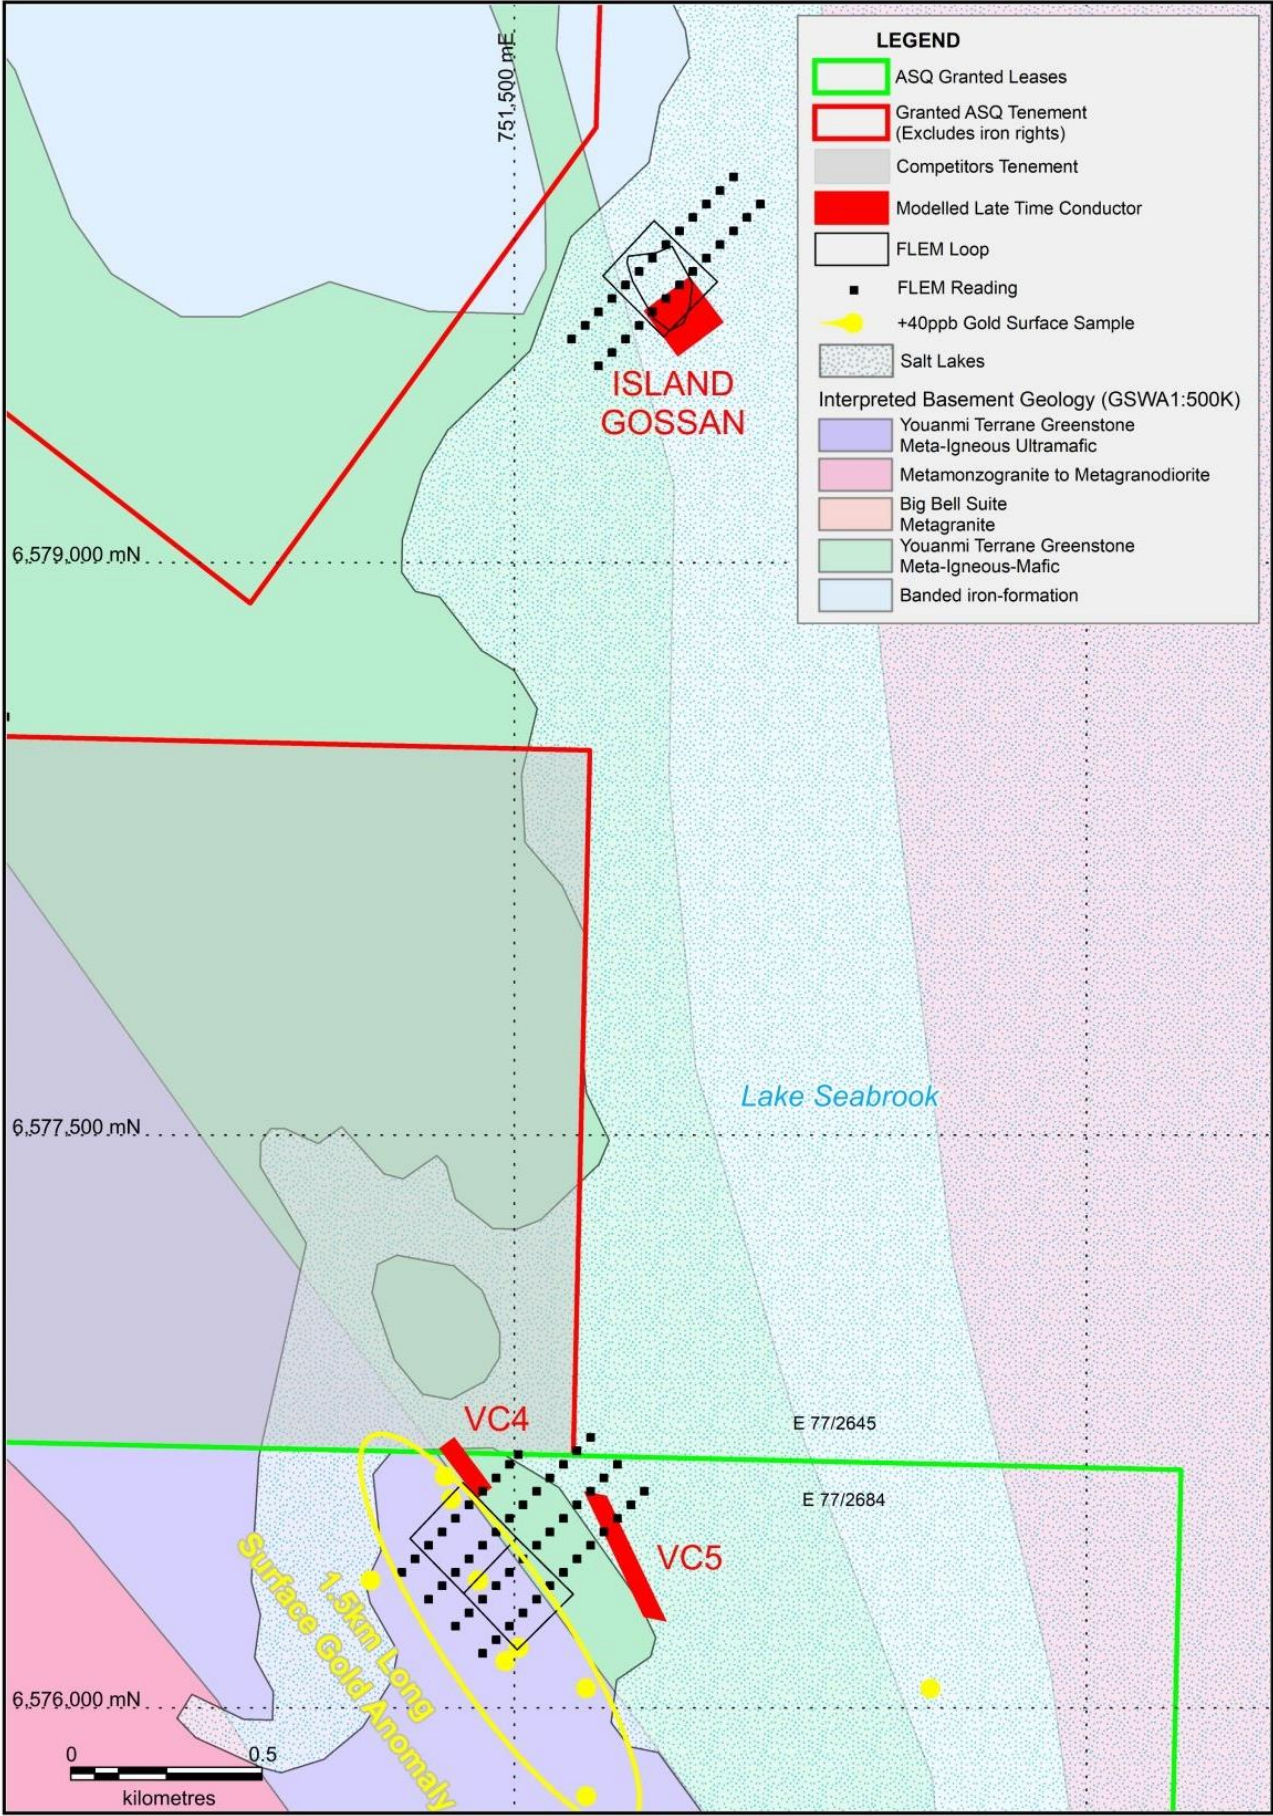 751,500 mE
LEGEND
ASQ Granted Leases
Granted ASQ Tenement
(Excludes iron rights)
Competitors Tenement
Modelled Late Time Conductor
FLEM Loop
FLEM Reading
+40ppb Gold Surface Sample
Salt Lakes
Interpreted Basement Geology (GSWA1:500K)
Youanmi Terrane Greenstone
Meta-Igneous Ultramafic
Metamonzogranite to Metagranodiorite
Big Bell Suite
Metagranite
Youanmi Terrane Greenstone
Meta-Igneous-Mafic
Banded iron-formation
ISLAND
GOSSAN
6,579,000 mN
Lake Seabrook
6,577,500 mN
VC4
E 77/2645
E 77/2684
VC5
1.5km Long
Surface Gold Anomaly
6,576,000 mN
0 0.5
kilometres